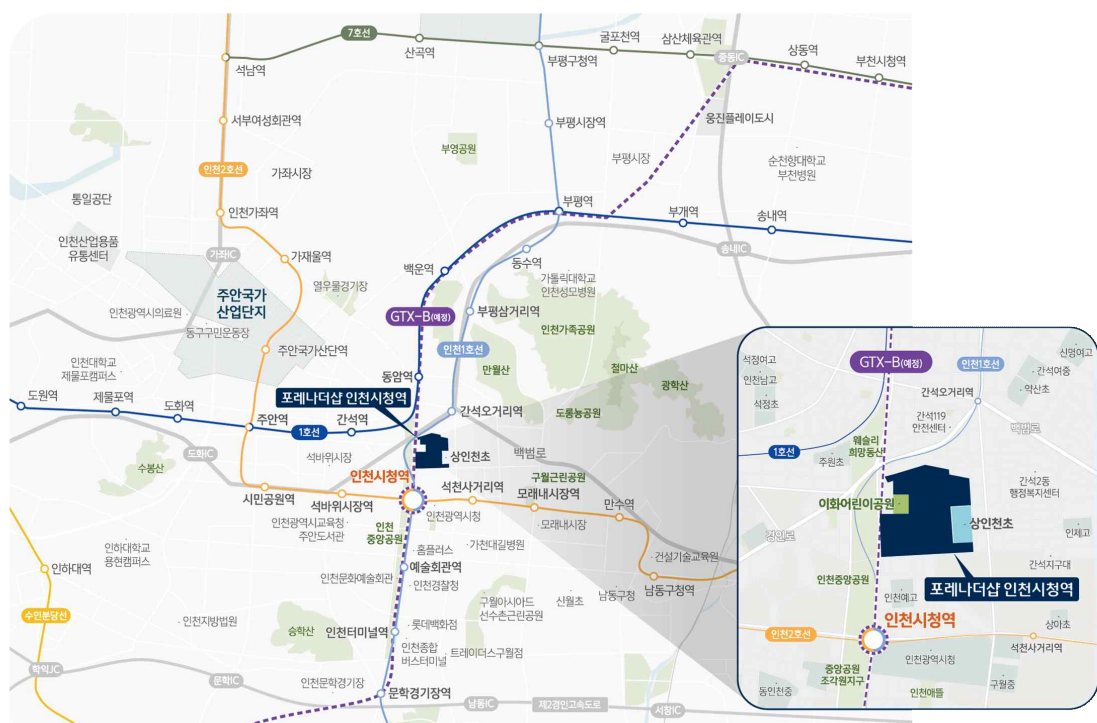 7호선
석남역
산곡역
부평구청역
굴포천역
삼산체육관역
중동IC
상동역
부천시청역
서부여성회관역
부평시장역
웅진플레이도시
부영공원
부평시장
순천향대학교
부천병원
인천2호선
가좌시장
통일공단
인천가좌역
부평역
부개역
송내역
인천산업용품
유통센터
가좌IC
가재울역
백운역
동수역
송내IC
열우물경기장
가톨릭대학교
인천성모병원
주안국가
산업단지
인천광역시의료원
동구구민운동장
GTX-B(예정)
부평삼거리역
인천가족공원
인천1호선
주안국가산단역
인천대학교
제물포캠퍼스
만월산
철마산
광학산
동암역
포레나더샵 인천시청역
도원역
제물포역
도화역
주안역
1호선
간석역
간석오거리역
도롱뇽공원
도화IC
석바위시장
상인천초
백범로
수봉산
인천시청역
구월근린공원
시민공원역
석바위시장역
석천사거리역
모래내시장역
만수역
인천광역시교육청
주안도서관
인천
중앙공원
인천광역시청
모래내시장
인하대학교
용현캠퍼스
홈플러스
가천대길병원
건설기술교육원
인하대역
예술회관역
인천문화예술회관
인천경찰청
남동구청
남동구청역
수인분당선
인천지방법원
승학산
구월아시아드
선수촌근린공원
신월초
인천터미널역
롯데백화점
인천종합
버스터미널
트레이더스구월점
학익JC
문학IC
인천문학경기장
문학경기장역
남동IC
제2경인고속도로
서창IC
석정여고
인천남고
석정초
GTX-B(예정)
인천1호선
신명여고
간석여중
약산초
간석오거리역
간석119
안전센터
백범로
1호선
웨슬리
희망동산
주원초
간석2동
행정복지센터
이화어린이공원
상인천초
인제고
경인로
간석지구대
인천중앙공원
포레나더샵 인천시청역
인천예고
인천시청역
상아초
인천2호선
석천사거리역
인천광역시청
중앙공원
조각원지구
동인천중
인천애뜰
구월중